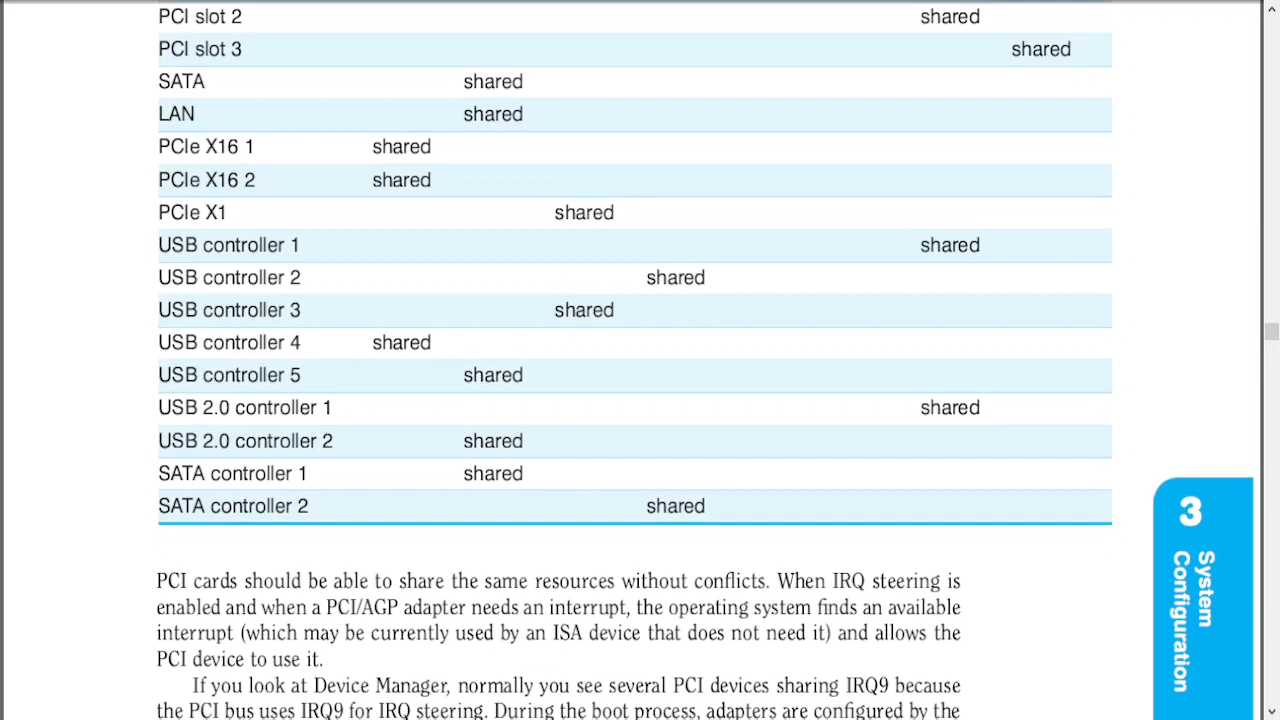 PCI slot 2 shared
PCI slot 3 shared
SATA shared
LAN shared
PCIe X16 1 shared
PCIe X16 2 shared
PCIe X1 shared
USB controller 1 shared
USB controller 2 shared
USB controller 3 shared
USB controller 4 shared
USB controller 5 shared
USB 2.0 controller 1 shared
USB 2.0 controller 2 shared
SATA controller 1 shared
SATA controller 2 shared
PCI cards should be able to share the same resources without conflicts. When IRQ steering is
enabled and when a PCI/AGP adapter needs an interrupt, the operating system finds an available
interrupt (which may be currently used by an ISA device that does not need it) and allows the
PCI device to use it.
If you look at Device Manager, normally you see several PCI devices sharing IRQ9 because
the PCI bus uses IRQ9 for IRQ steering. During the boot process, adapters are configured by the
3
System
Configuration